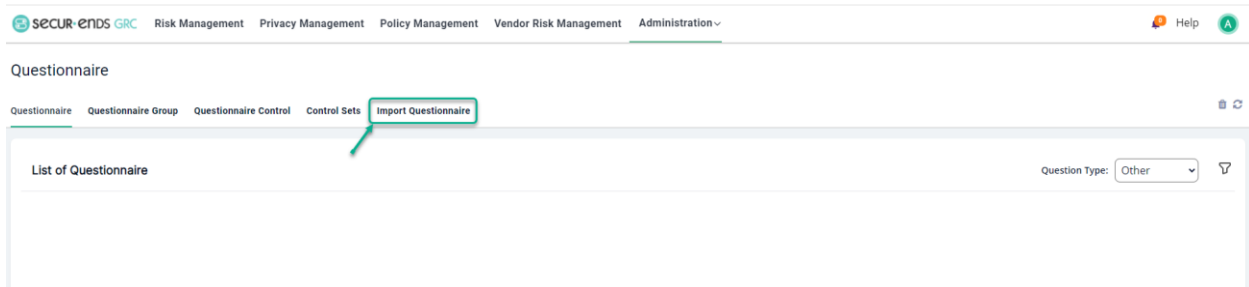 SECUR-ENDS GRC Risk Management Privacy Management Policy Management Vendor Risk Management Administration Help A
Questionnaire
Questionnaire Questionnaire Group Questionnaire Control Control Sets Import Questionnaire
List of Questionnaire Question Type: Other